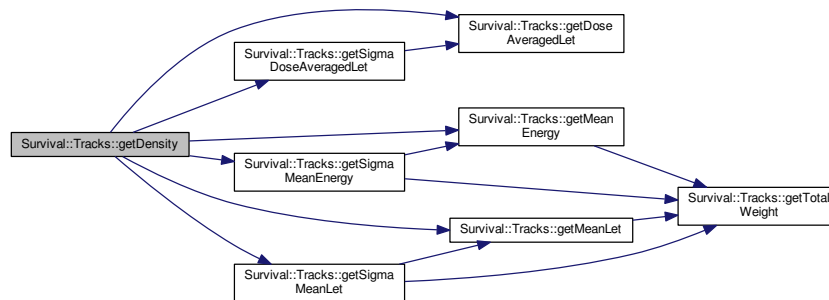 Survival::Tracks::getDensity
Survival::Tracks::getSigma
DoseAveragedLet
Survival::Tracks::getDose
AveragedLet
Survival::Tracks::getSigma
MeanEnergy
Survival::Tracks::getMean
Energy
Survival::Tracks::getSigma
MeanLet
Survival::Tracks::getMeanLet
Survival::Tracks::getTotal
Weight